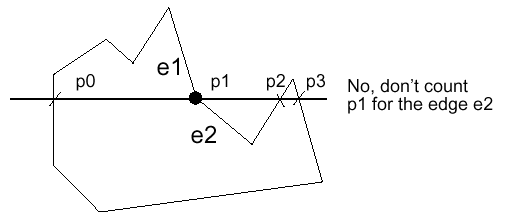 e1
p0
p1
p2
p3
No, don't count
p1 for the edge e2
e2